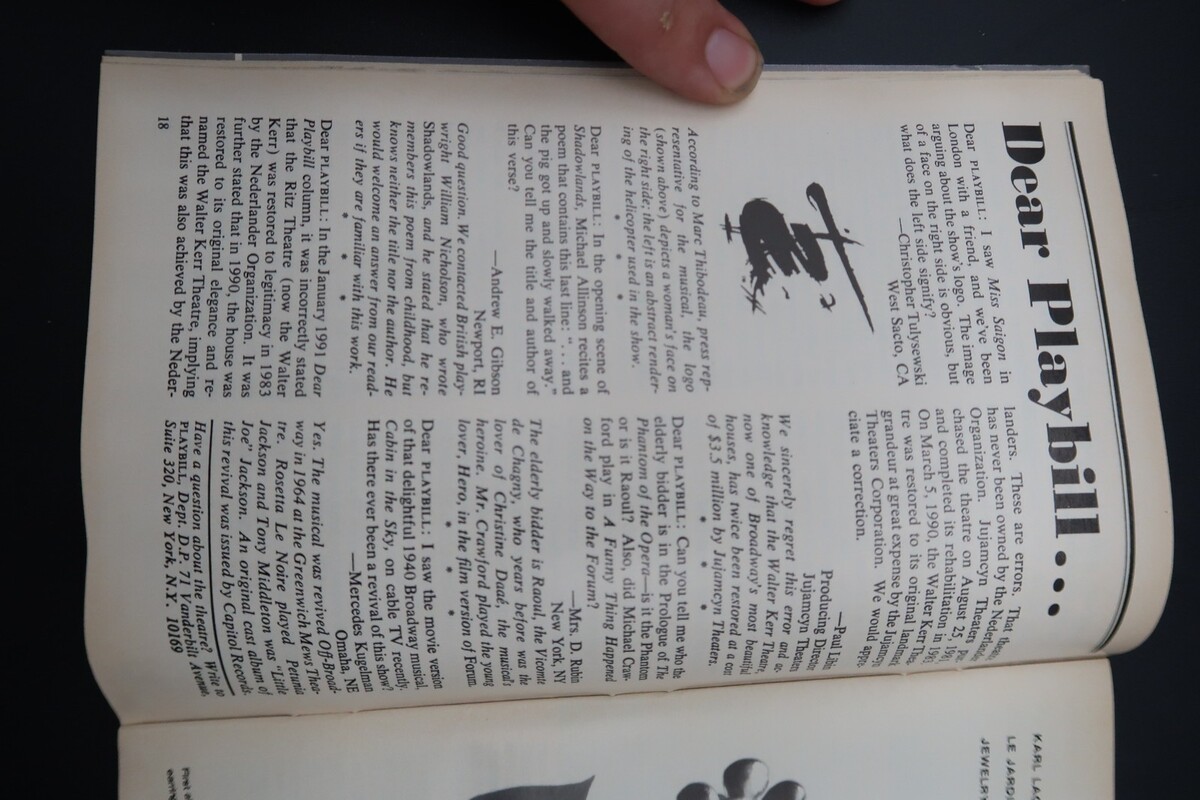 Dear Playbill...
Dear PLAYBILL: I saw Miss Saigon in
London with a friend, and we've been
arguing about the show's logo. The image
of a face on the right side is obvious, but
what does the left side signify?
—Christopher Tulysewski
West Sacto, CA
According to Marc Thibodeau, press rep-
resentative for the musical, the logo
(shown above) depicts a woman's face on
the right side; the left is an abstract render-
ing of the helicopter used in the show.
• • •
Dear PLAYBILL: In the opening scene of
Shadowlands, Michael Allinson recites a
poem that contains this last line: “. . . and
the pig got up and slowly walked away.”
Can you tell me the title and author of
this verse?
—Andrew E. Gibson
Newport, RI
Good question. We contacted British play-
wright William Nicholson, who wrote
Shadowlands, and he stated that he re-
members this poem from childhood, but
knows neither the title nor the author. He
would welcome an answer from our read-
ers if they are familiar with this work.
• • •
Dear PLAYBILL: In the January 1991 Dear
Playbill column, it was incorrectly stated
that the Ritz Theatre (now the Walter
Kerr) was restored to legitimacy in 1983
by the Nederlander Organization. It was
further stated that in 1990, the house was
restored to its original elegance and re-
named the Walter Kerr Theatre, implying
that this was also achieved by the Neder-
18
landers. These are errors. That
has never been owned by the
Organization. Jujamcyn Theaters
chased the theatre on August 25,
and completed its rehabilitation in
On March 5, 1990, the Walter Kerr
tre was restored to its original
grandeur at great expense by the Jujamcyn
Theaters Corporation. We would
ciate a correction.
—Paul
Producing
Jujamcyn
We sincerely regret this error and
knowledge that the Walter Kerr Theatre,
now one of Broadway's most beautiful
houses, has twice been restored at a cost
of $3.5 million by Jujamcyn Theaters.
• • •
Dear PLAYBILL: Can you tell me who the
elderly bidder is in the Prologue of The
Phantom of the Opera—is it the Phantom
or is it Raoul? Also, did Michael Craw-
ford play in A Funny Thing Happened
on the Way to the Forum?
—Mrs. D. Rubin
New York, NY
The elderly bidder is Raoul, the Vicomte
de Chagny, who years before was the
lover of Christine Daaé, the musical's
heroine. Mr. Crawford played the young
lover, Hero, in the film version of Forum.
• • •
Dear PLAYBILL: I saw the movie version
of that delightful 1940 Broadway musical,
Cabin in the Sky, on cable TV recently.
Has there ever been a revival of this show?
—Mercedes Kugelman
Omaha, NE
Yes. The musical was revived Off-Broad-
way in 1964 at the Greenwich Mews Thea-
tre. Rosetta Le Noire played Petunia
Jackson and Tony Middleton was "Little
Joe" Jackson. An original cast album of
this revival was issued by Capitol Records.
Have a question about the theatre? Write to
PLAYBILL, Dept. D.P. 71 Vanderbilt Avenue,
Suite 320, New York, N.Y. 10169
KARL
LE
JEWELRY
First